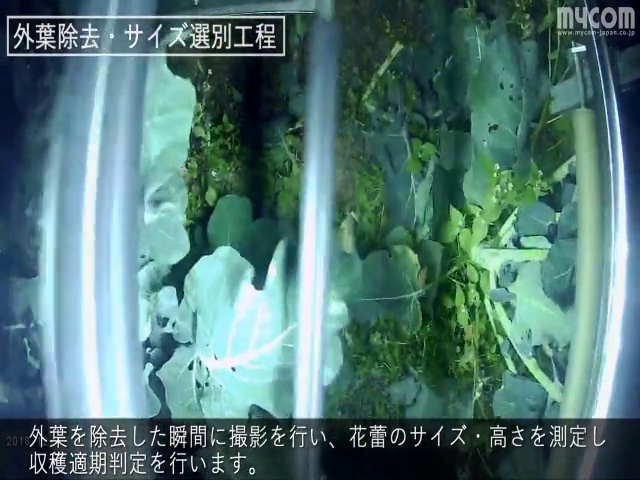 外葉除去・サイズ選別工程
mycom
www.mycom-japan.co.jp
外葉を除去した瞬間に撮影を行い、花蕾のサイズ・高さを測定し
収穫適期判定を行います。